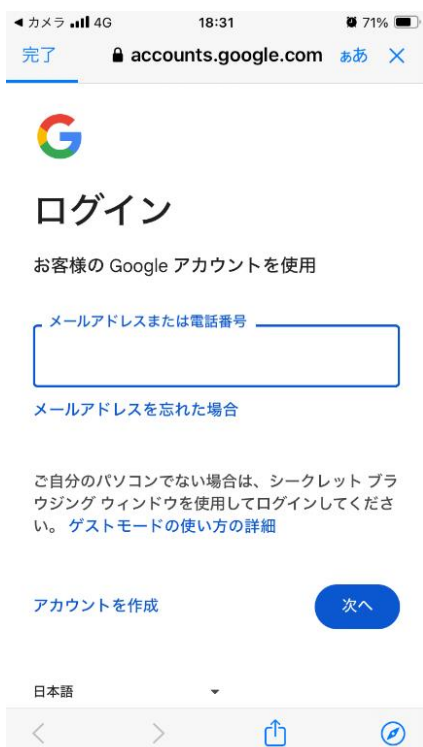 カメラ 4G 18:31 71%
完了 accounts.google.com ぁあ
ログイン
お客様の Google アカウントを使用
メールアドレスまたは電話番号
メールアドレスを忘れた場合
ご自分のパソコンでない場合は、シークレット ブラ
ウジング ウィンドウを使用してログインしてくださ
い。 ゲストモードの使い方の詳細
アカウントを作成 次へ
日本語